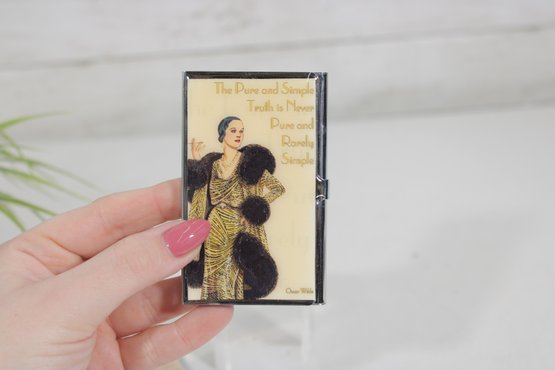 The Pure and Simple
Truth is Never
Pure and
Rarely
Simple
Oscar Wilde